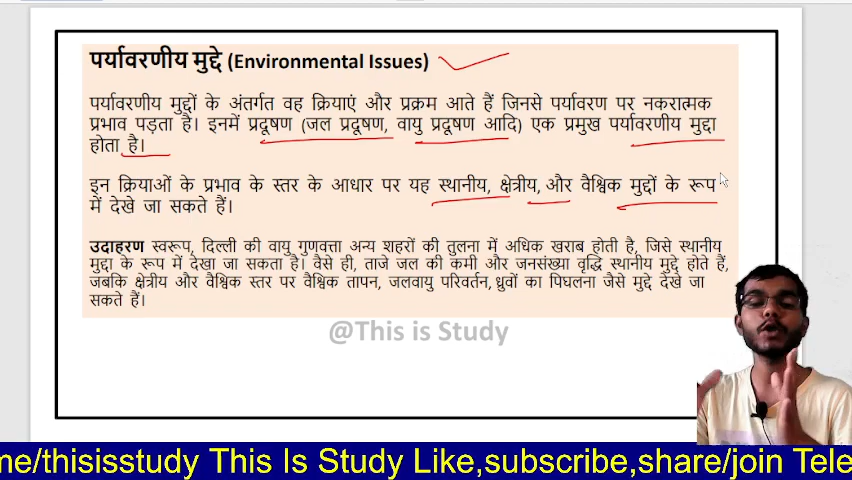 पर्यावरणीय मुद्दे (Environmental Issues)
पर्यावरणीय मुद्दों के अंतर्गत वह क्रियाएं और प्रक्रम आते हैं जिनसे पर्यावरण पर नकरात्मक
प्रभाव पड़ता है। इनमें प्रदूषण (जल प्रदूषण, वायु प्रदूषण आदि) एक प्रमुख पर्यावरणीय मुद्दा
होता है।
इन क्रियाओं के प्रभाव के स्तर के आधार पर यह स्थानीय, क्षेत्रीय, और वैश्विक मुद्दों के रूप
में देखे जा सकते हैं।
उदाहरण स्वरूप, दिल्ली की वायु गुणवत्ता अन्य शहरों की तुलना में अधिक खराब होती है, जिसे स्थानीय
मुद्दा के रूप में देखा जा सकता है। वैसे ही, ताजे जल की कमी और जनसंख्या वृद्धि स्थानीय मुद्दे होते हैं,
जबकि क्षेत्रीय और वैश्विक स्तर पर वैश्विक तापन, जलवायु परिवर्तन, ध्रुवों का पिघलना जैसे मुद्दे देखे जा
सकते हैं।
@This is Study
me/thisisstudy This Is Study Like,subscribe,share/join Tele